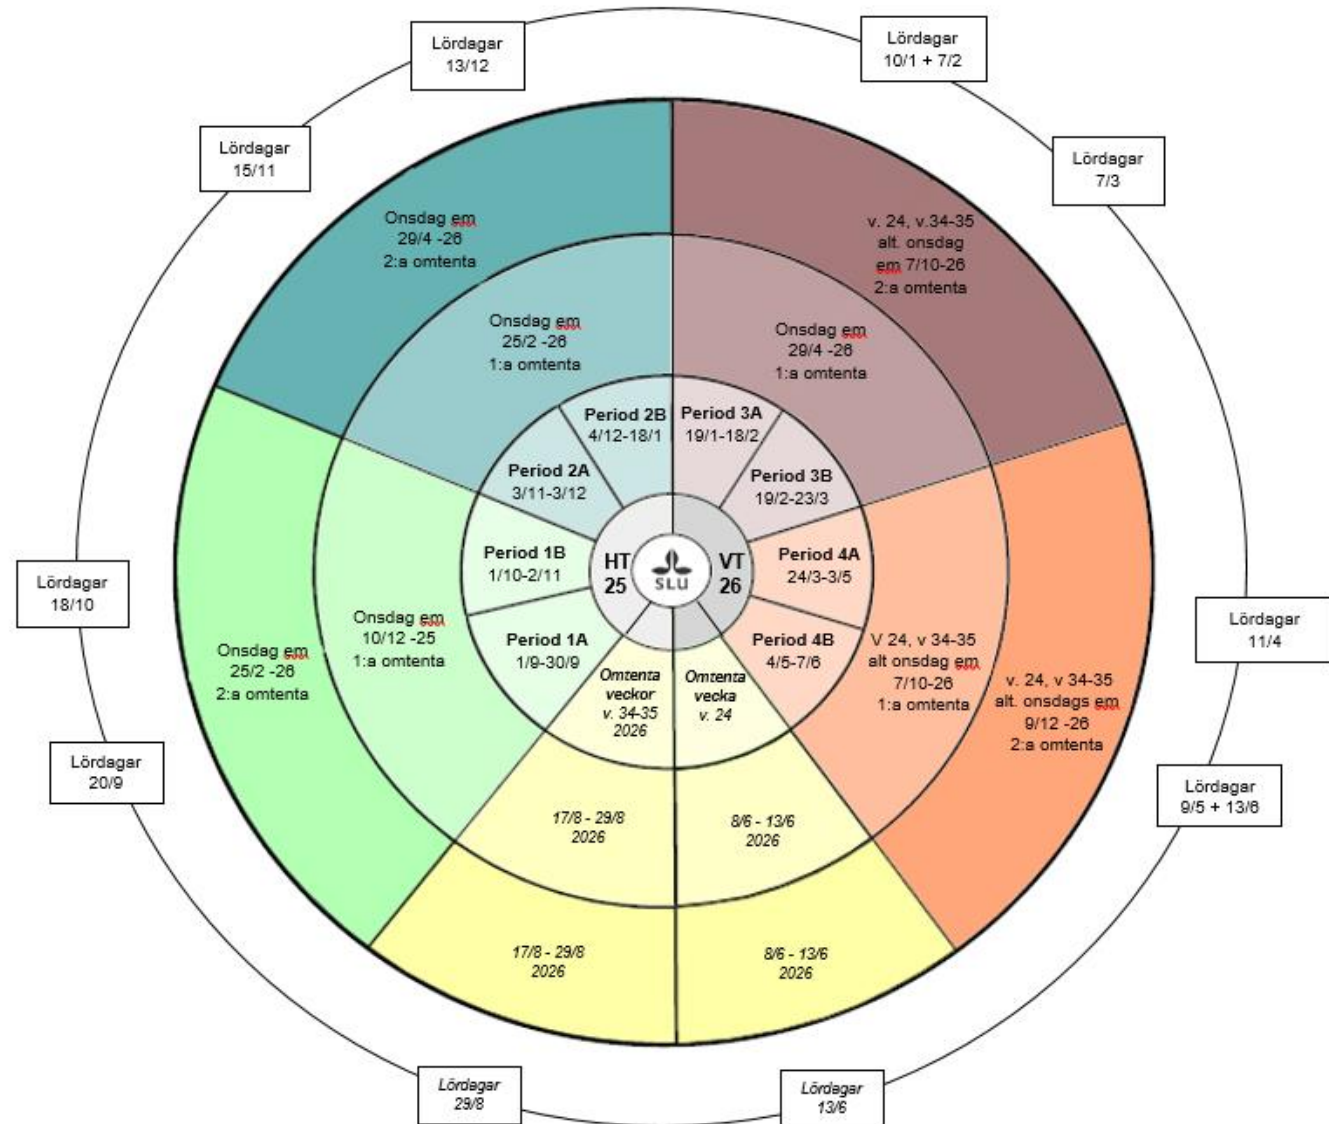 Lördagar
13/12
Lördagar
10/1 + 7/2
Lördagar
15/11
Lördagar
7/3
Onsdag em
29/4 -26
2:a omtenta
v. 24, v.34-35
alt. onsdag
em 7/10-26
2:a omtenta
Onsdag em
25/2 -26
1:a omtenta
Onsdag em
29/4 -26
1:a omtenta
Period 2B
4/12-18/1
Period 3A
19/1-18/2
Period 2A
3/11-3/12
Period 3B
19/2-23/3
Period 1B
1/10-2/11
HT
25
SLU
VT
26
Period 4A
24/3-3/5
Lördagar
18/10
Lördagar
11/4
Onsdag em
25/2 -26
2:a omtenta
Onsdag em
10/12 -25
1:a omtenta
Period 1A
1/9-30/9
Period 4B
4/5-7/6
V 24, v 34-35
alt onsdag em
7/10-26
1:a omtenta
v. 24, v 34-35
alt. onsdags em
9/12 -26
2:a omtenta
Omtenta
veckor
v. 34-35
2026
Omtenta
vecka
v. 24
Lördagar
20/9
Lördagar
9/5 + 13/6
17/8 - 29/8
2026
8/6 - 13/6
2026
17/8 - 29/8
2026
8/6 - 13/6
2026
Lördagar
29/8
Lördagar
13/6